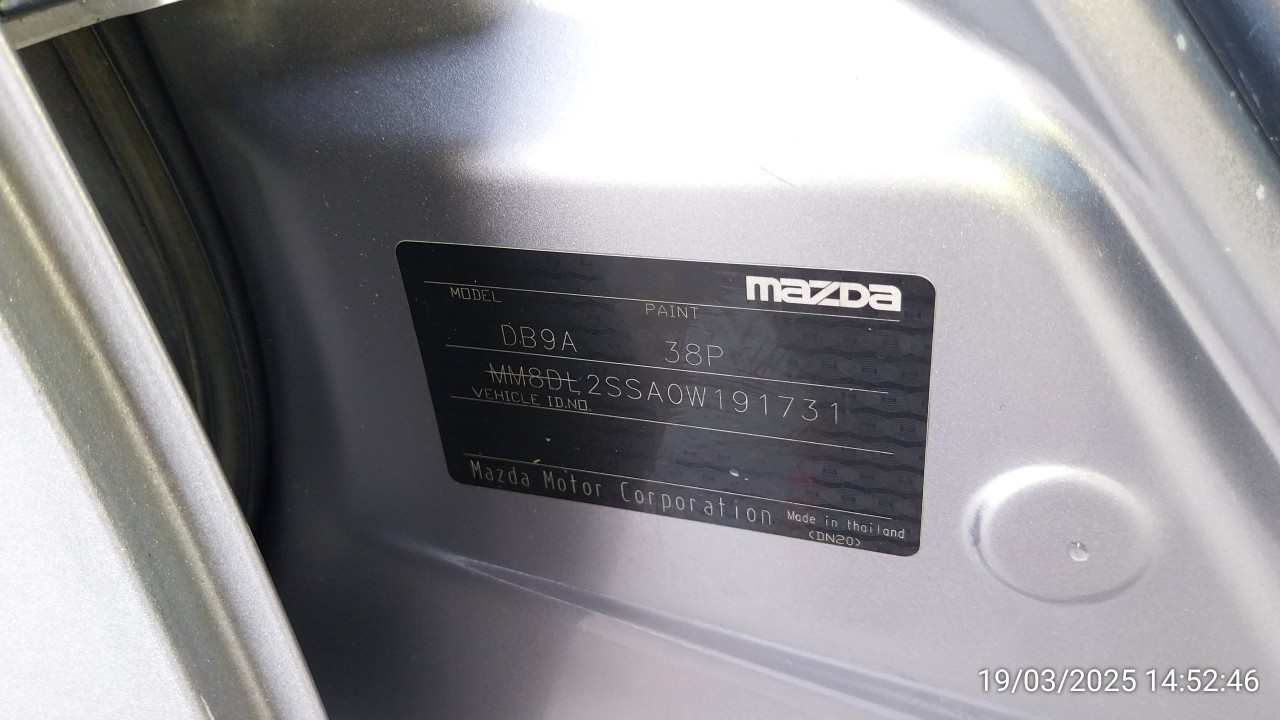 mazda
MODEL PAINT
DB9A 38P
MM8DL2SSA0W191731
VEHICLE ID.NO.
Mazda Motor Corporation Made in thailand
(DN20)
19/03/2025 14:52:46